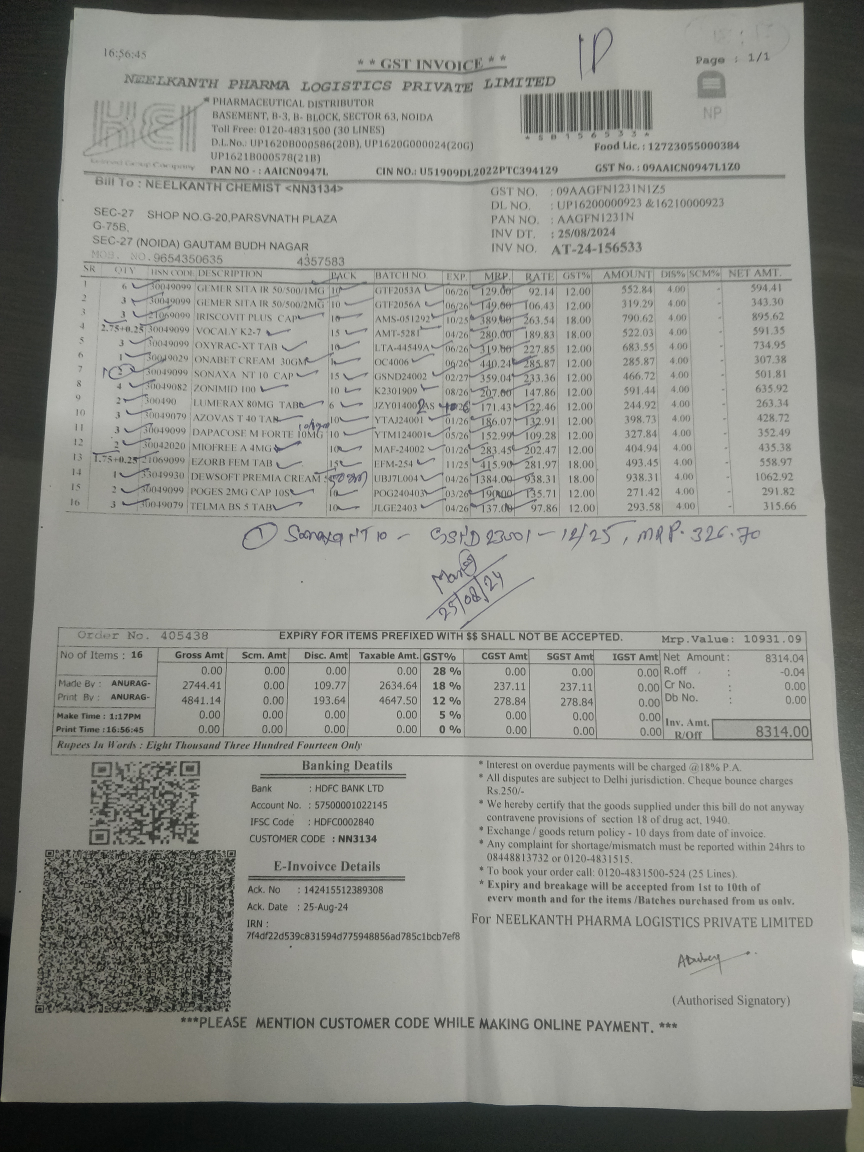 16:56:45
* * GST INVOICE * *
1P
Page : 1/1
NEELKANTH PHARMA LOGISTICS PRIVATE LIMITED
PHARMACEUTICAL DISTRIBUTOR
BASEMENT, B-3, B- BLOCK, SECTOR 63, NOIDA
Toll Free: 0120-4831500 (30 LINES)
D.L.No.: UP1620B000586(20B), UP1620G000024(20G)
UP1621B000578(21B)
PAN NO - : AAICN0947L
CIN NO.: U51909DL2022PTC394129
NP
Food Lic. : 12723055000384
GST No. : 09AAICN0947L1Z0
Bill To : NEELKANTH CHEMIST <NN3134>
SEC-27 SHOP NO.G-20,PARSVNATH PLAZA
G-75B,
SEC-27 (NOIDA) GAUTAM BUDH NAGAR
MOB. NO.9654350635 4357583
GST NO. : 09AAGFN1231N1Z5
DL NO. : UP16200000923 &16210000923
PAN NO. : AAGFN1231N
INV DT. : 25/08/2024
INV NO. AT-24-156533
SR QTY HSN CODE DESCRIPTION PACK BATCH NO. EXP. MRP. RATE GST% AMOUNT DIS% SCM% NET AMT.
1 6 30049099 GEMER SITA IR 50/500/1MG 10 GTF2053A 06/26 129.00 92.14 12.00 552.84 4.00 - 594.41
2 3 30049099 GEMER SITA IR 50/500/2MG 10 GTF2056A 06/26 149.00 106.43 12.00 319.29 4.00 - 343.30
3 3 21069099 IRISCOVIT PLUS CAP 10 AMS-051292 10/25 389.00 263.54 18.00 790.62 4.00 - 895.62
4 2.75+0.25 30049099 VOCALY K2-7 15 AMT-5281 04/26 280.00 189.83 18.00 522.03 4.00 - 591.35
5 3 30049099 OXYRAC-XT TAB 10 LTA-44549A 06/26 319.00 227.85 12.00 683.55 4.00 - 734.95
6 1 30049029 ONABET CREAM 30GM OC4006 06/26 440.24 285.87 12.00 285.87 4.00 - 307.38
7 2 30049099 SONAXA NT 10 CAP 15 GSND24002 02/27 359.04 233.36 12.00 466.72 4.00 - 501.81
8 4 30049082 ZONIMID 100 10 K2301909 08/26 207.00 147.86 12.00 591.44 4.00 - 635.92
9 2 300490 LUMERAX 80MG TAB 6 171.43 122.46 12.00 244.92 4.00 - 263.34
10 3 30049079 AZOVAS T 40 TAB 10 YTAJ24001 01/26 186.07 132.91 12.00 398.73 4.00 - 428.72
11 3 30049099 DAPACOSE M FORTE 10MG 10 YTM124001 05/26 152.99 109.28 12.00 327.84 4.00 - 352.49
12 2 30042020 MIOFREE A 4MG 10 MAF-24002 01/26 283.45 202.47 12.00 404.94 4.00 - 435.38
13 1.75+0.25 21069099 EZORB FEM TAB 15 EFM-254 11/25 415.90 281.97 18.00 493.45 4.00 - 558.97
14 1 33049930 DEWSOFT PREMIA CREAM UBJ7L004 04/26 1384.00 938.31 18.00 938.31 4.00 - 1062.92
15 2 30049099 POGES 2MG CAP 10S 10 POG240403 03/26 190.00 135.71 12.00 271.42 4.00 - 291.82
16 3 30049079 TELMA BS 5 TAB 10 JLGE2403 04/26 137.00 97.86 12.00 293.58 4.00 - 315.66
① Sonaxa NT 10 - GSND23001 - 12/25, MRP. 326.70
25/08/24
Order No. 405438 EXPIRY FOR ITEMS PREFIXED WITH $$ SHALL NOT BE ACCEPTED. Mrp.Value: 10931.09
No of Items : 16 Gross Amt Scm. Amt Disc. Amt Taxable. Amt GST% CGST Amt SGST Amt IGST Amt Net Amount : 8314.04
0.00 0.00 0.00 0.00 28 % 0.00 0.00 0.00 R.off : -0.04
Made By : ANURAG- 2744.41 0.00 109.77 2634.64 18 % 237.11 237.11 0.00 Cr No. : 0.00
Print By : ANURAG- 4841.14 0.00 193.64 4647.50 12 % 278.84 278.84 0.00 Db No. : 0.00
Make Time : 1:17PM 0.00 0.00 0.00 0.00 5 % 0.00 0.00 0.00
Print Time :16:56:45 0.00 0.00 0.00 0.00 0 % 0.00 0.00 0.00 Inv. Amt. R/Off 8314.00
Rupees In Words : Eight Thousand Three Hundred Fourteen Only
Banking Deatils
Bank : HDFC BANK LTD
Account No. : 57500001022145
IFSC Code : HDFC0002840
CUSTOMER CODE : NN3134
E-Invoivce Details
Ack. No : 142415512389308
Ack. Date : 25-Aug-24
IRN :
7f4df22d539c831594d775948856ad785c1bcb7ef8
* Interest on overdue payments will be charged @18% P.A.
* All disputes are subject to Delhi jurisdiction. Cheque bounce charges
Rs.250/-
* We hereby certify that the goods supplied under this bill do not anyway
contravene provisions of section 18 of drug act, 1940.
* Exchange / goods return policy - 10 days from date of invoice.
* Any complaint for shortage/mismatch must be reported within 24hrs to
08448813732 or 0120-4831515.
* To book your order call: 0120-4831500-524 (25 Lines).
* Expiry and breakage will be accepted from 1st to 10th of
every month and for the items /Batches purchased from us only.
For NEELKANTH PHARMA LOGISTICS PRIVATE LIMITED
(Authorised Signatory)
***PLEASE MENTION CUSTOMER CODE WHILE MAKING ONLINE PAYMENT. ***